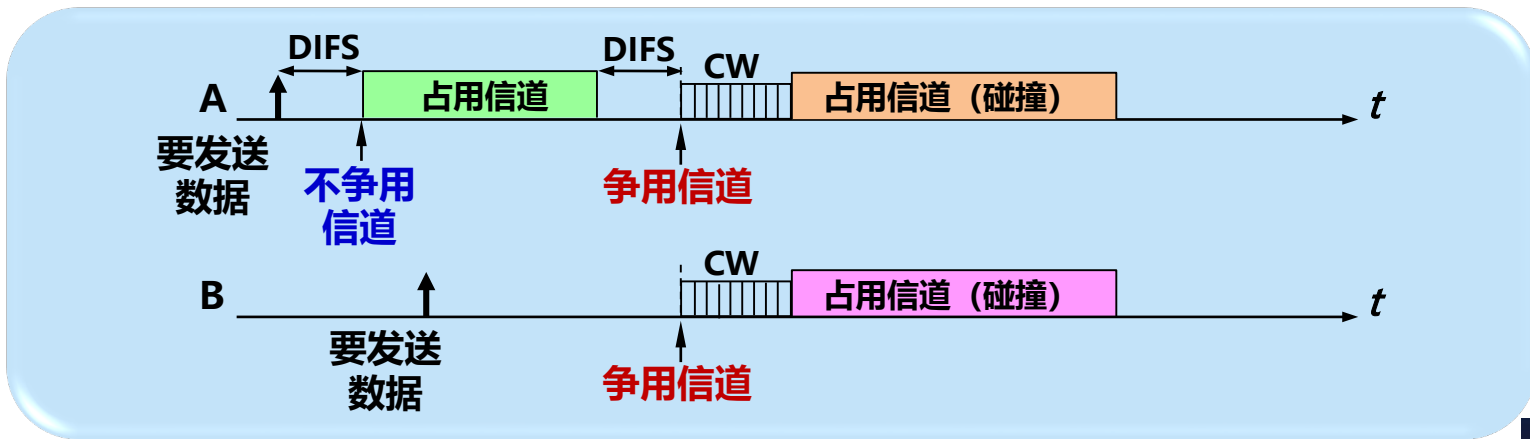 DIFS
DIFS
CW
A
占用信道
占用信道（碰撞）
t
要发送
数据
不争用
信道
争用信道
CW
B
占用信道（碰撞）
t
要发送
数据
争用信道